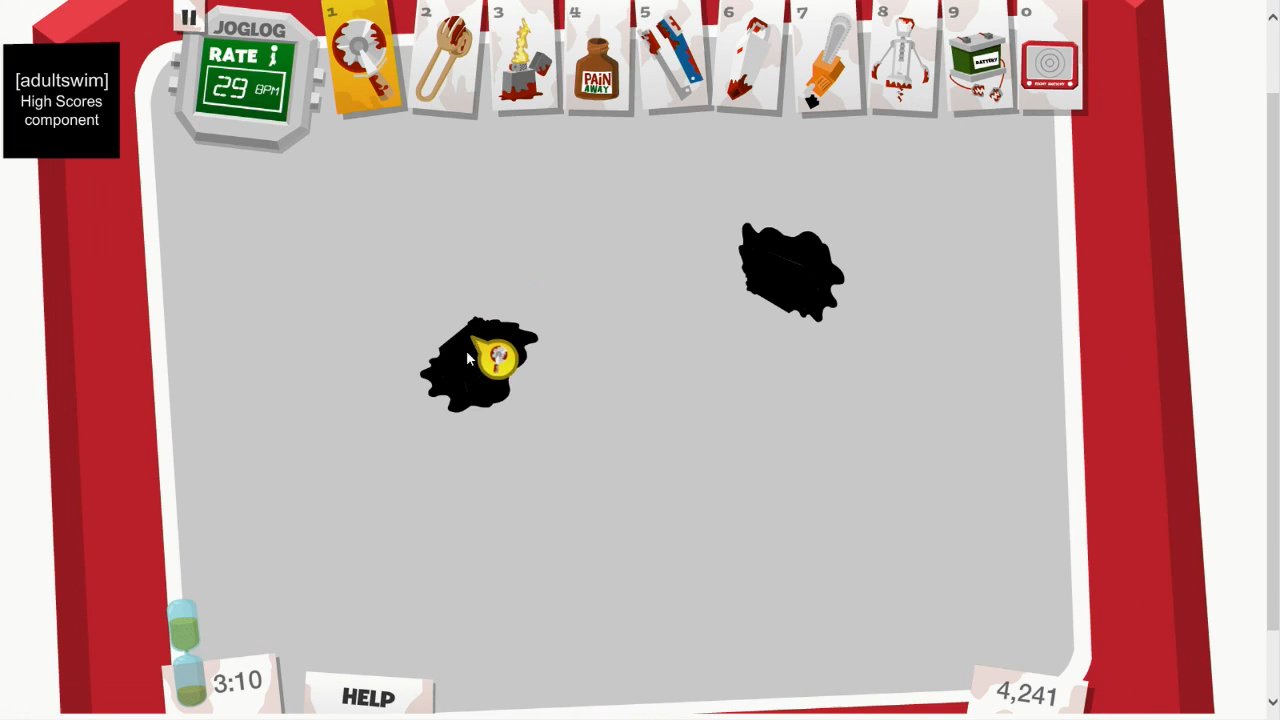 1 2 3 4 5 6 7 8 9 0
JOGLOG
RATE
29 BPM
[adultswim]
High Scores
component
PAIN
AWAY
BATTERY
3:10
HELP
4,241